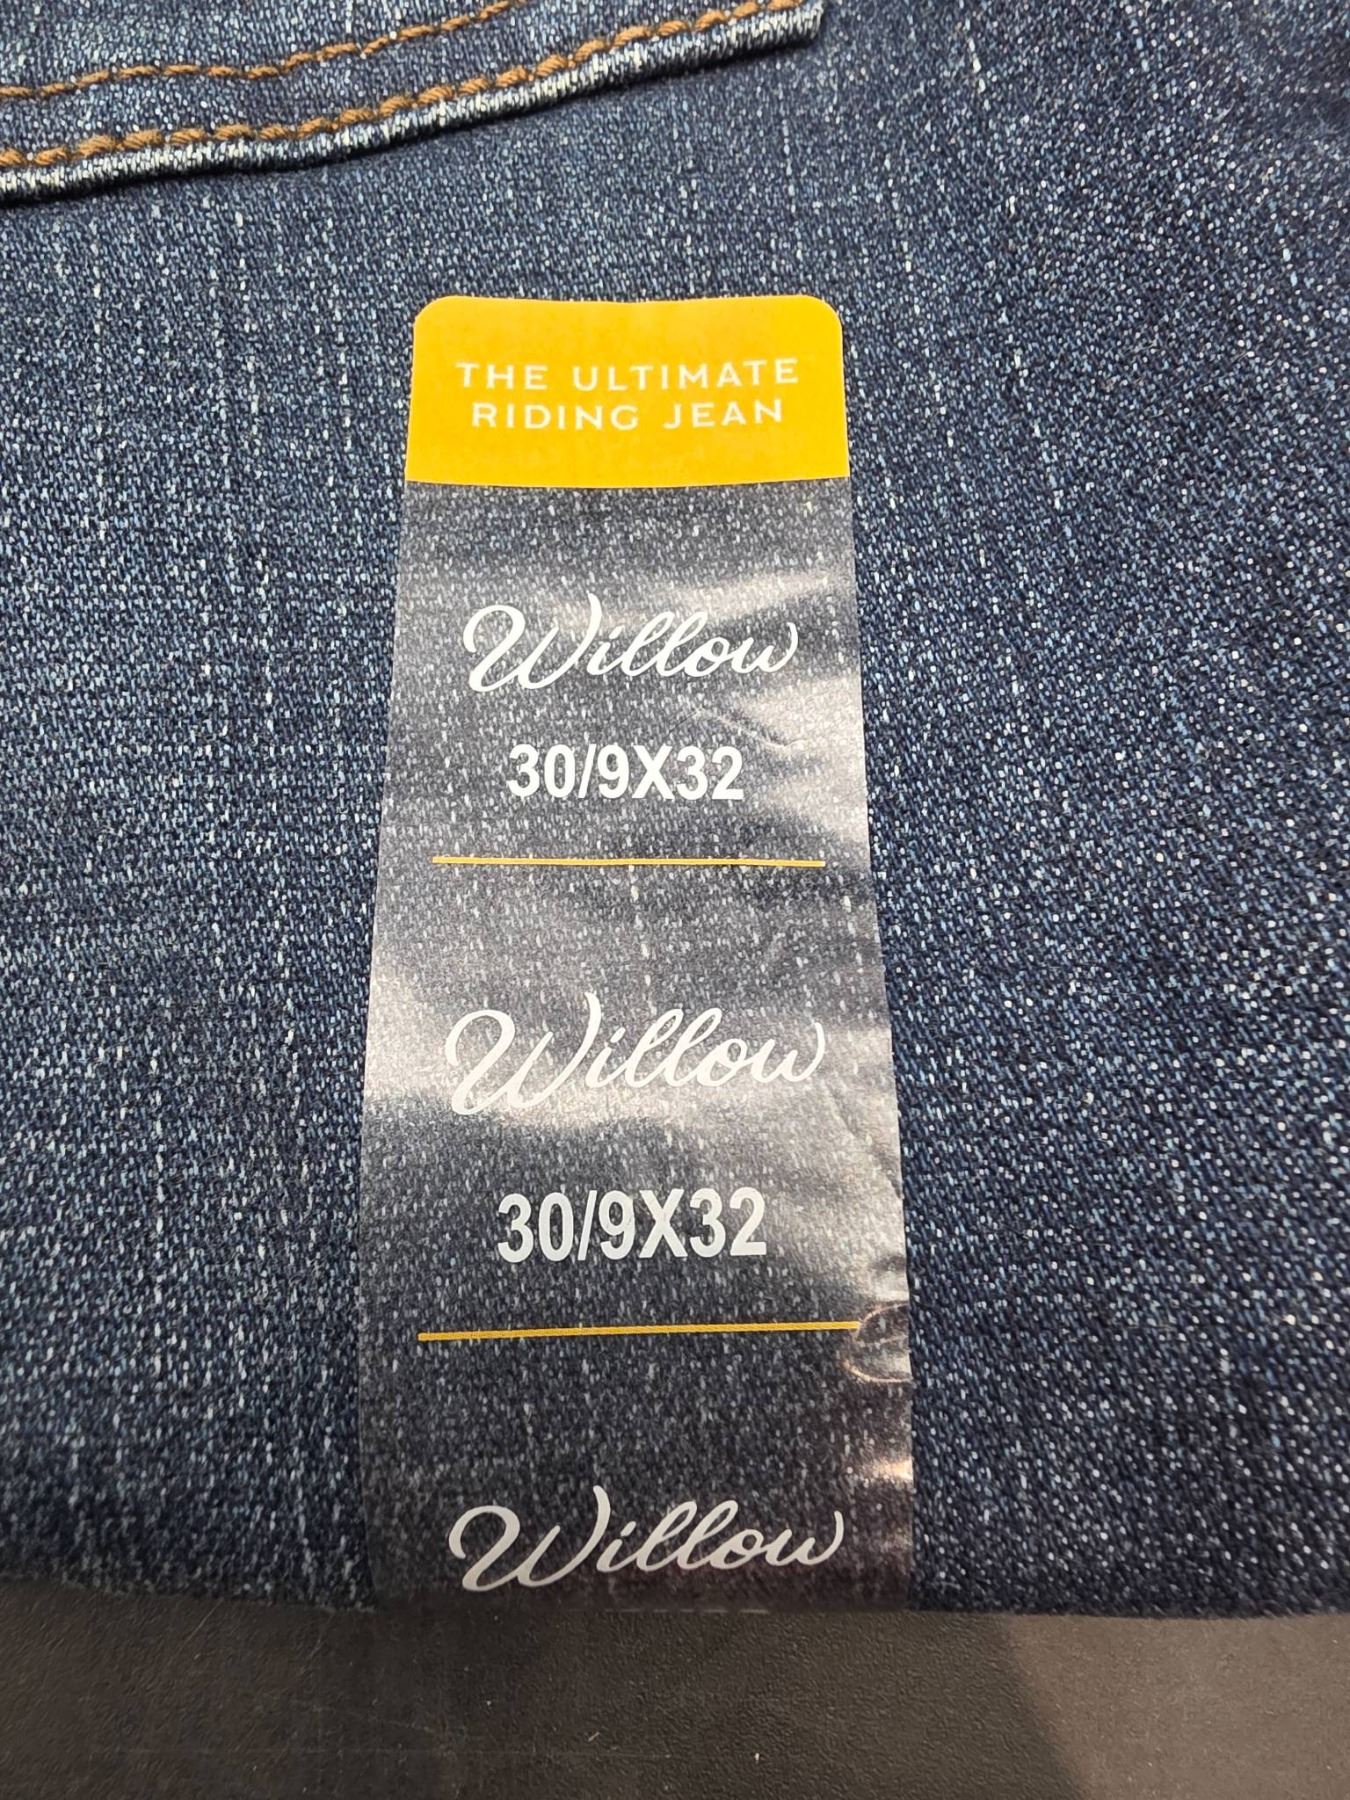 THE ULTIMATE
RIDING JEAN
Willow
30/9X32
Willow
30/9X32
Willow